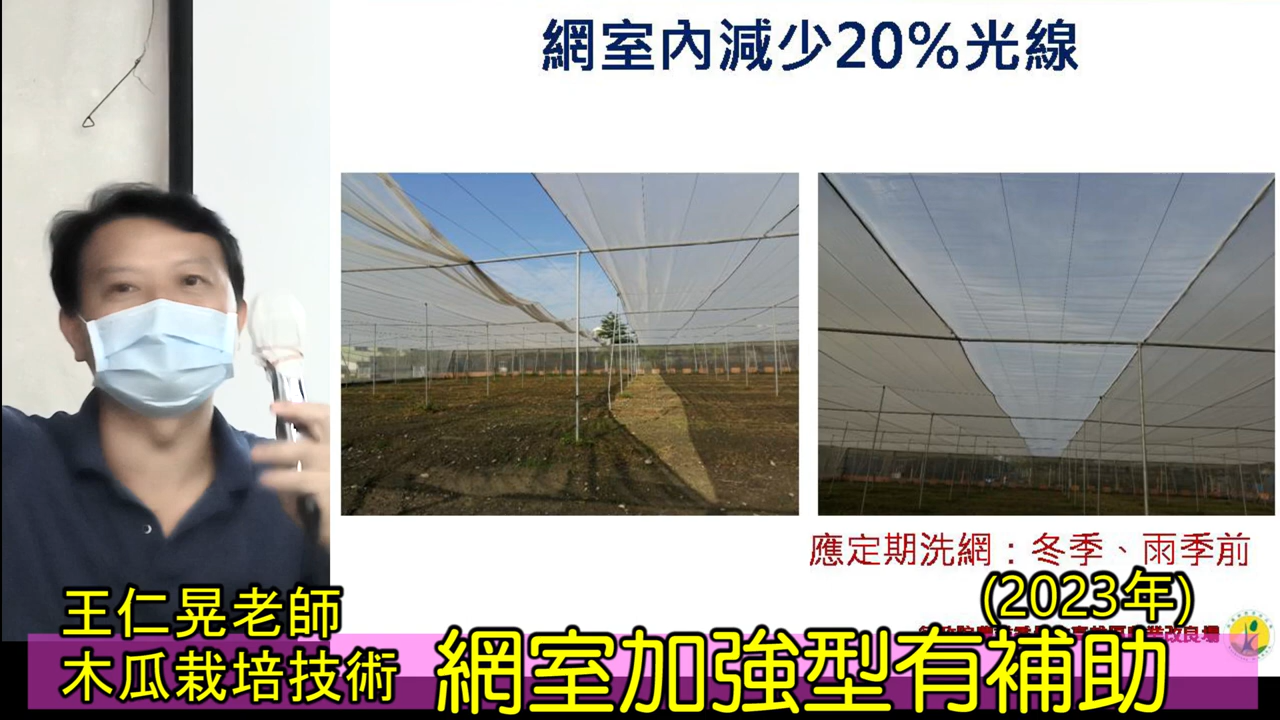 網室內減少20%光線
應定期洗網：冬季、雨季前
(2023年)
王仁晃老師
木瓜栽培技術
網室加強型有補助